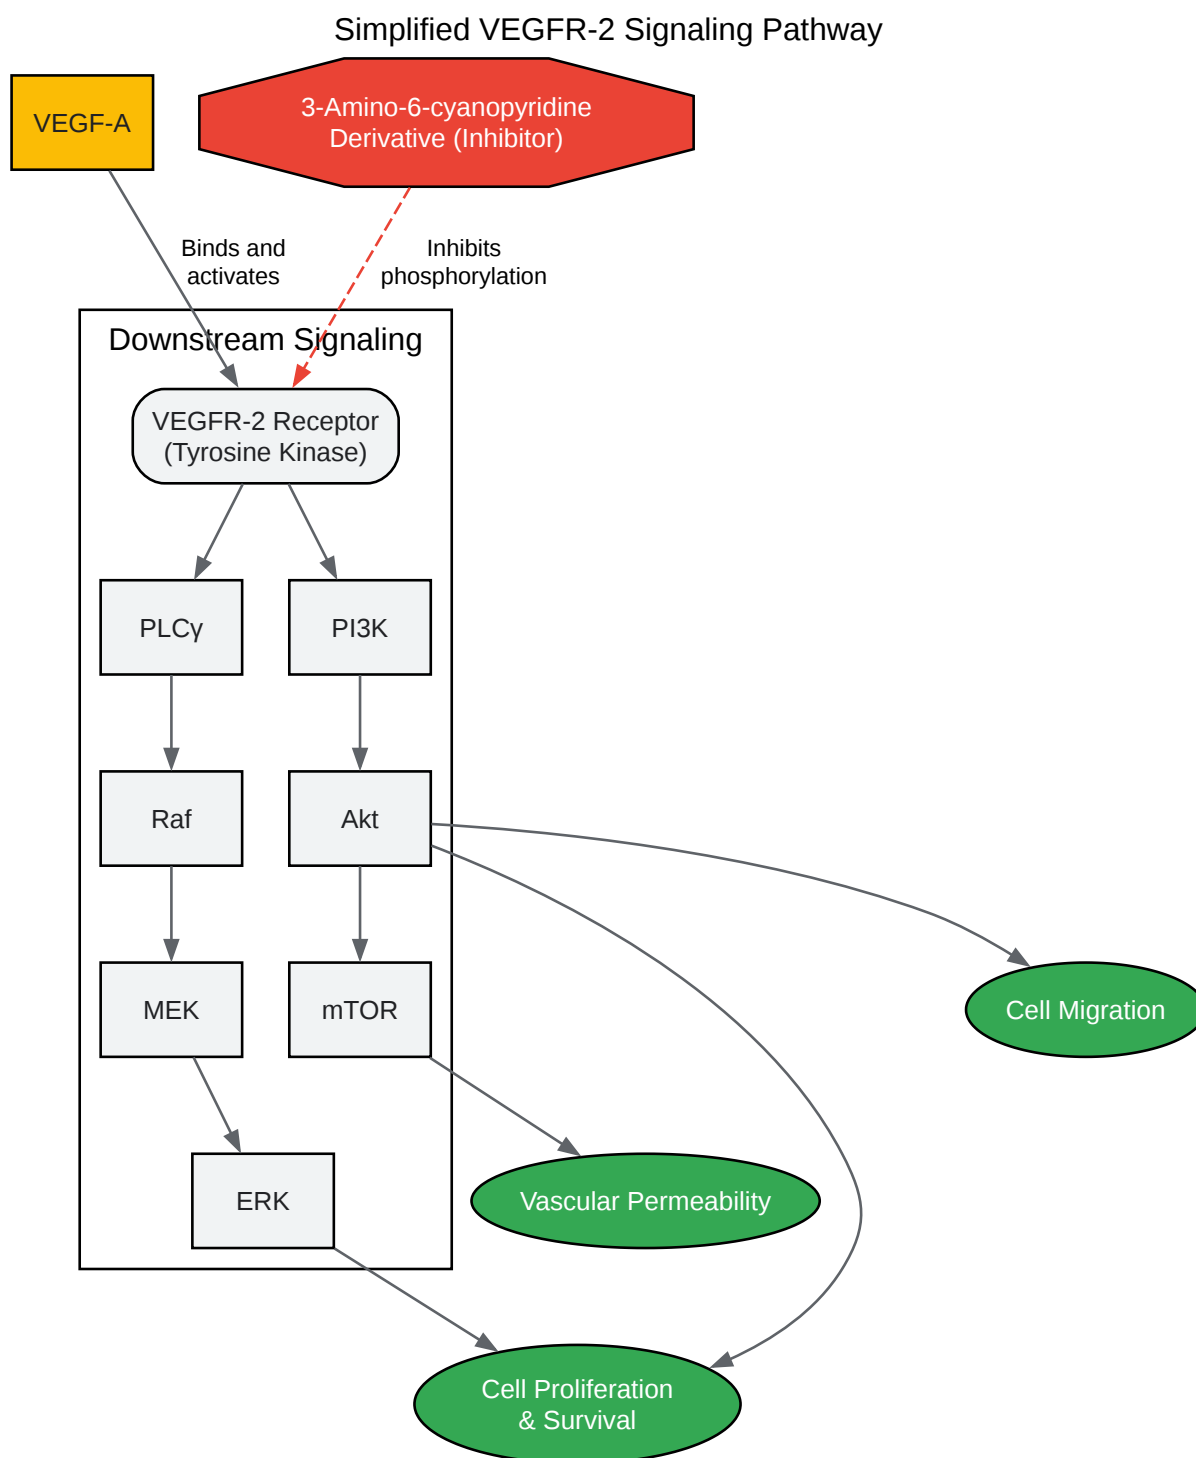 Simplified VEGFR-2 Signaling Pathway
VEGF-A
3-Amino-6-cyanopyridine
Derivative (Inhibitor)
Binds and
activates
Inhibits
phosphorylation
Downstream Signaling
VEGFR-2 Receptor
(Tyrosine Kinase)
PLCγ
PI3K
Raf
Akt
MEK
mTOR
Cell Migration
ERK
Vascular Permeability
Cell Proliferation
& Survival